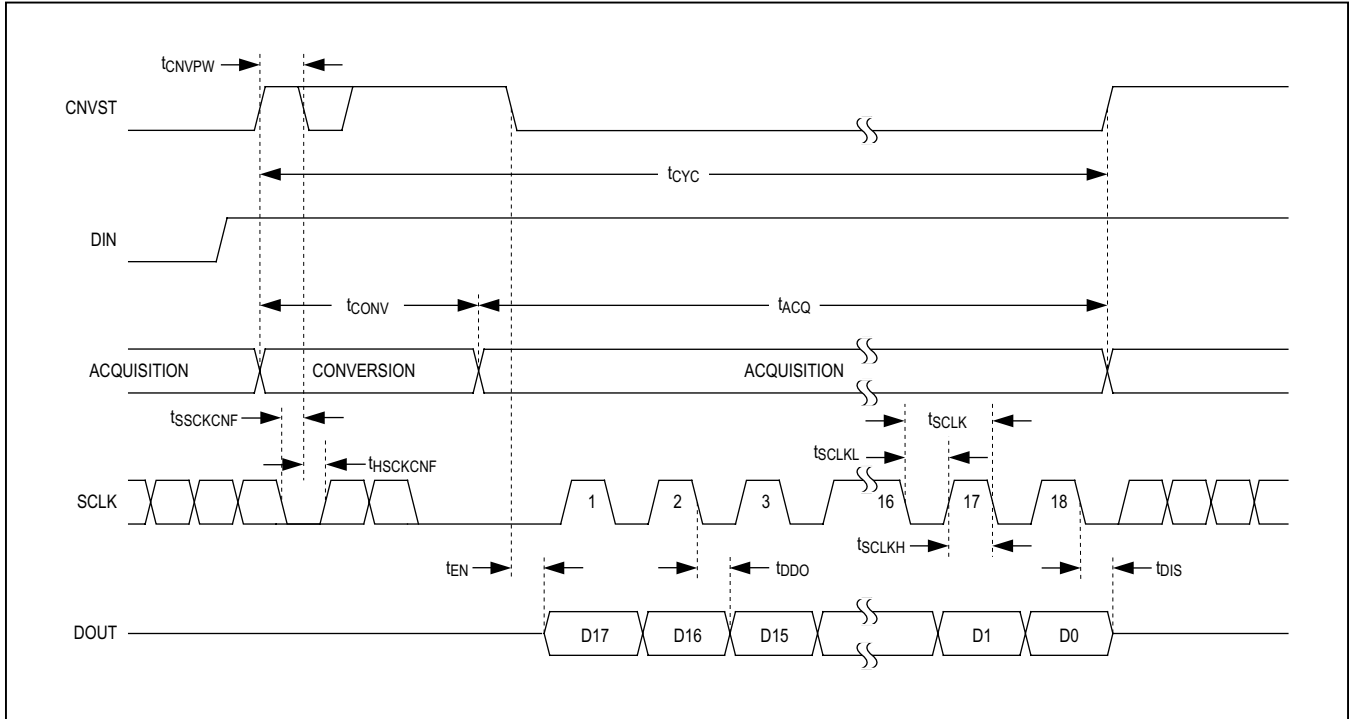 tCNVPW
CNVST
tCYC
DIN
tCONV
tACQ
ACQUISITION
CONVERSION
ACQUISITION
tSSCKCNF
tSCLK
tSCLKL
tHSCKCNF
SCLK
1
2
3
16
17
18
tSCLKH
tEN
tDDO
tDIS
DOUT
D17
D16
D15
D1
D0